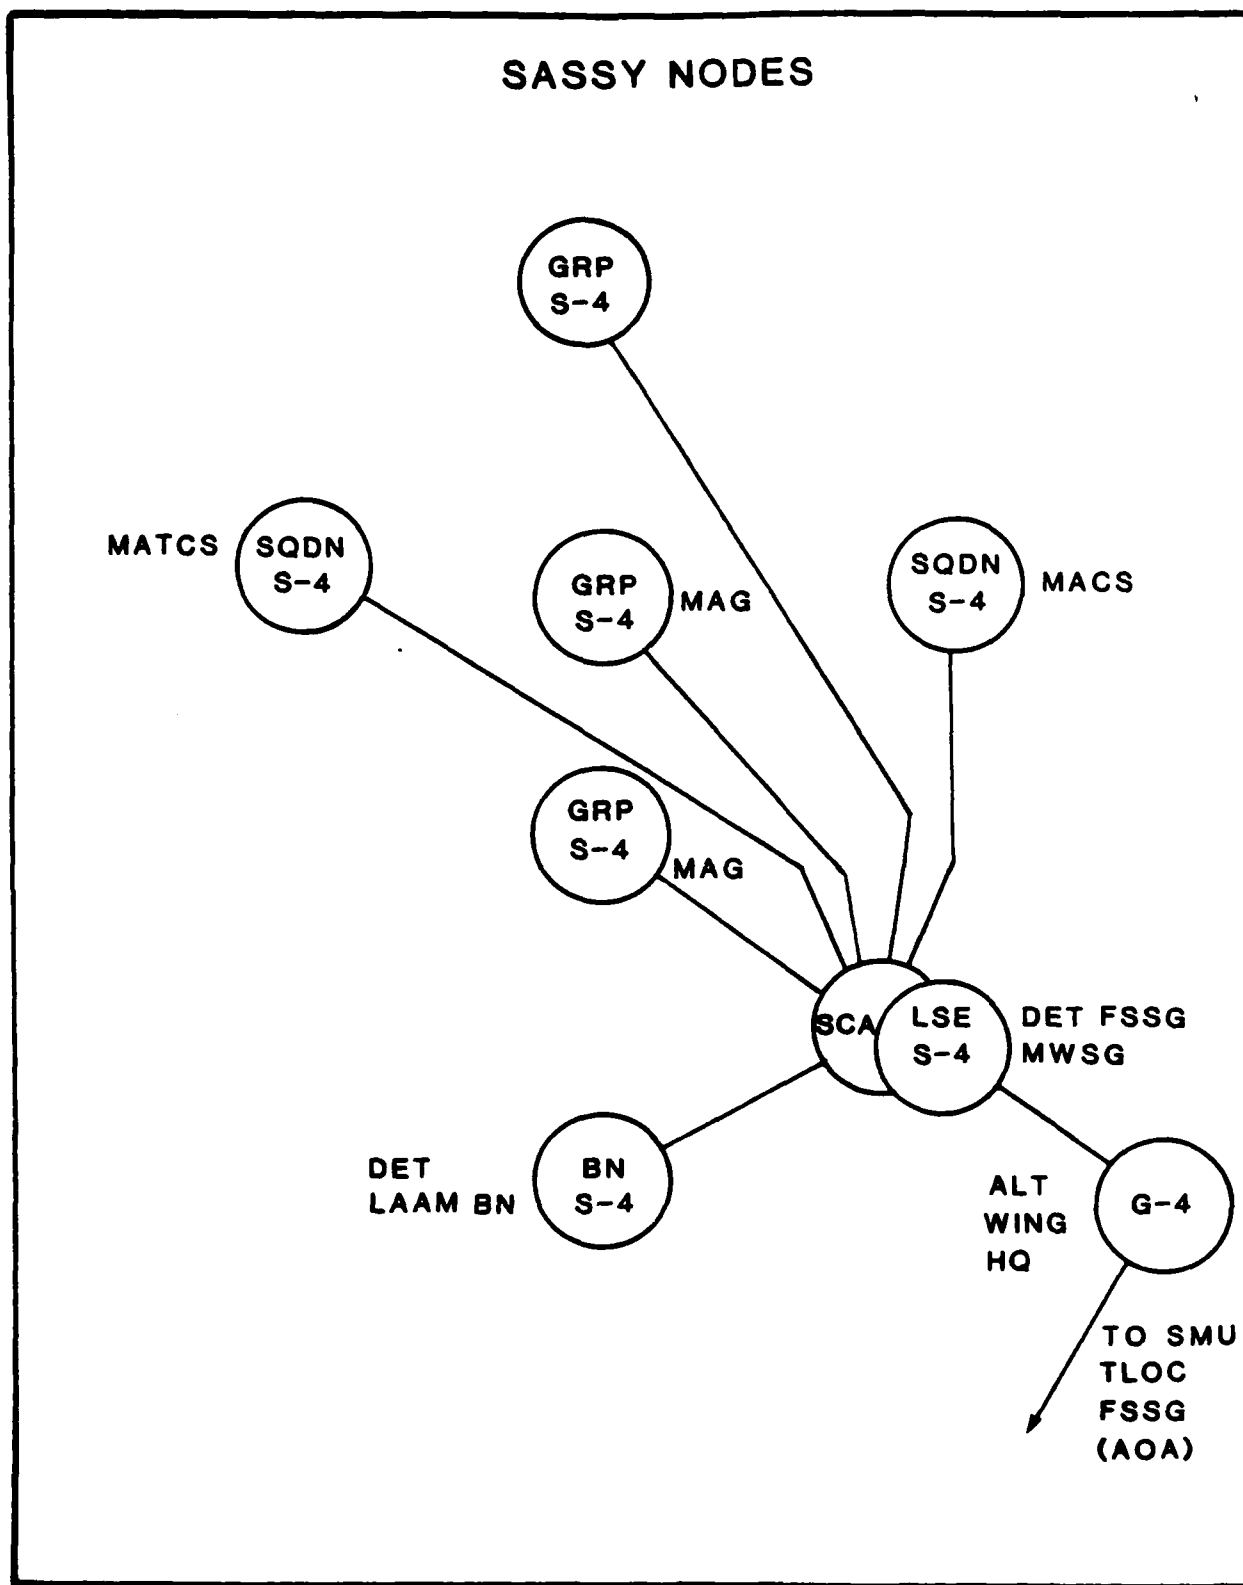 SASSY NODES
GRP
S-4
MATCS
SQDN
S-4
GRP
S-4
MAG
SQDN
S-4
MACS
GRP
S-4
MAG
SCA
LSE
S-4
DET FSSG
MWSG
DET
LAAM BN
BN
S-4
ALT
WING
HQ
G-4
TO SMU
TLOC
FSSG
(AOA)